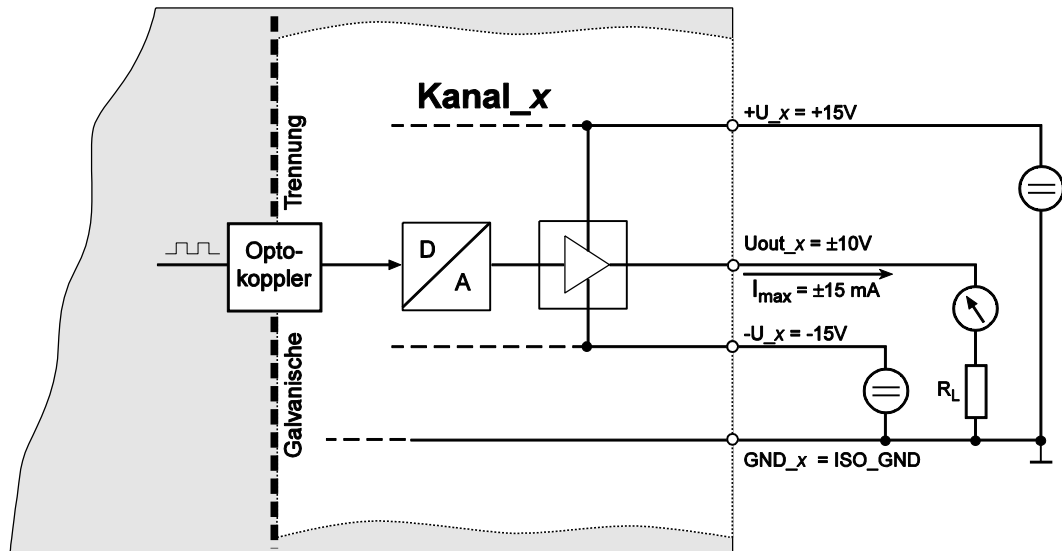 Kanal_x
Galvanische Trennung
Opto-
koppler
D
A
+U_x = +15V
Uout_x = ±10V
Imax = ±15 mA
-U_x = -15V
RL
GND_x = ISO_GND